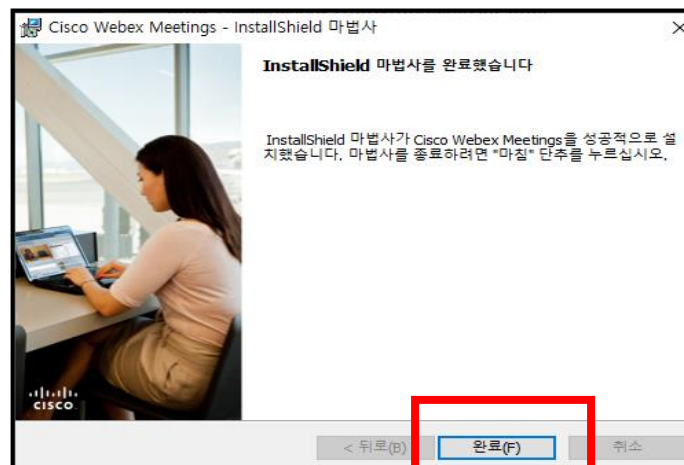 Cisco Webex Meetings - InstallShield 마법사
InstallShield 마법사를 완료했습니다
InstallShield 마법사가 Cisco Webex Meetings을 성공적으로 설
치했습니다. 마법사를 종료하려면 "마침" 단추를 누르십시오.
CISCO
< 뒤로(B)
완료(F)
취소